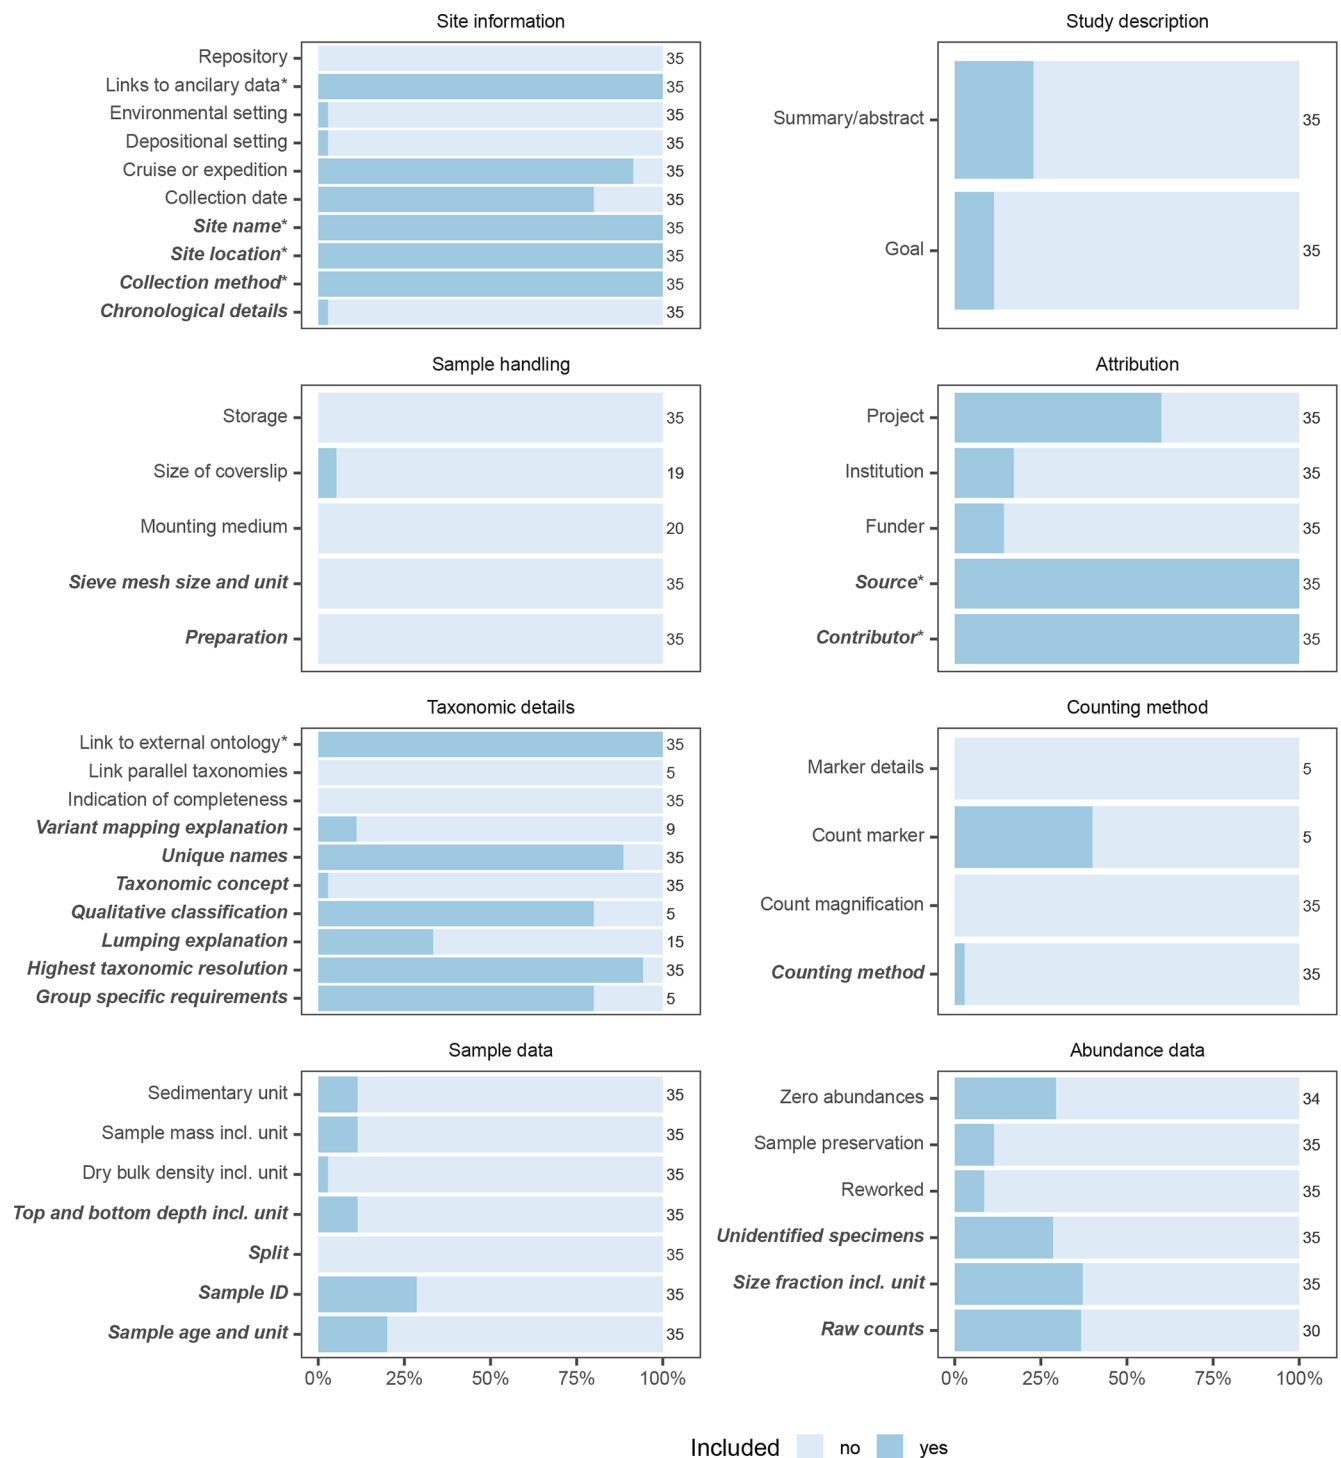 Site information
Repository 35
Links to ancilary data* 35
Environmental setting 35
Depositional setting 35
Cruise or expedition 35
Collection date 35
Site name* 35
Site location* 35
Collection method* 35
Chronological details 35
Study description
Summary/abstract 35
Goal 35
Sample handling
Storage 35
Size of coverslip 19
Mounting medium 20
Sieve mesh size and unit 35
Preparation 35
Attribution
Project 35
Institution 35
Funder 35
Source* 35
Contributor* 35
Taxonomic details
Link to external ontology* 35
Link parallel taxonomies 5
Indication of completeness 35
Variant mapping explanation 9
Unique names 35
Taxonomic concept 35
Qualitative classification 5
Lumping explanation 15
Highest taxonomic resolution 35
Group specific requirements 5
Counting method
Marker details 5
Count marker 5
Count magnification 35
Counting method 35
Sample data
Sedimentary unit 35
Sample mass incl. unit 35
Dry bulk density incl. unit 35
Top and bottom depth incl. unit 35
Split 35
Sample ID 35
Sample age and unit 35
0% 25% 50% 75% 100%
Abundance data
Zero abundances 34
Sample preservation 35
Reworked 35
Unidentified specimens 35
Size fraction incl. unit 35
Raw counts 30
0% 25% 50% 75% 100%
Included no yes